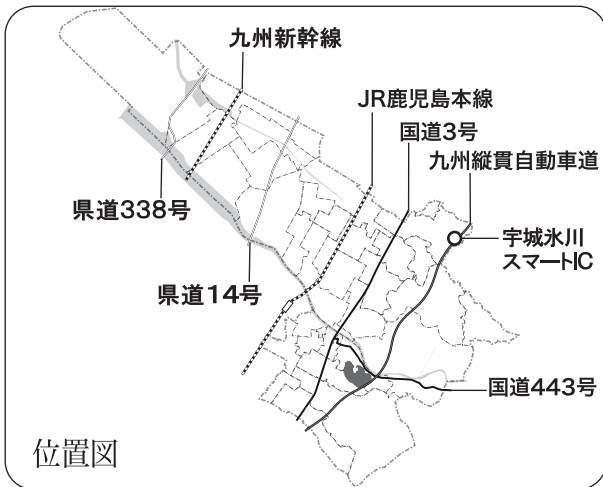 九州新幹線
JR鹿児島本線
国道3号
九州縦貫自動車道
県道338号
宇城氷川
スマートIC
県道14号
国道443号
位置図